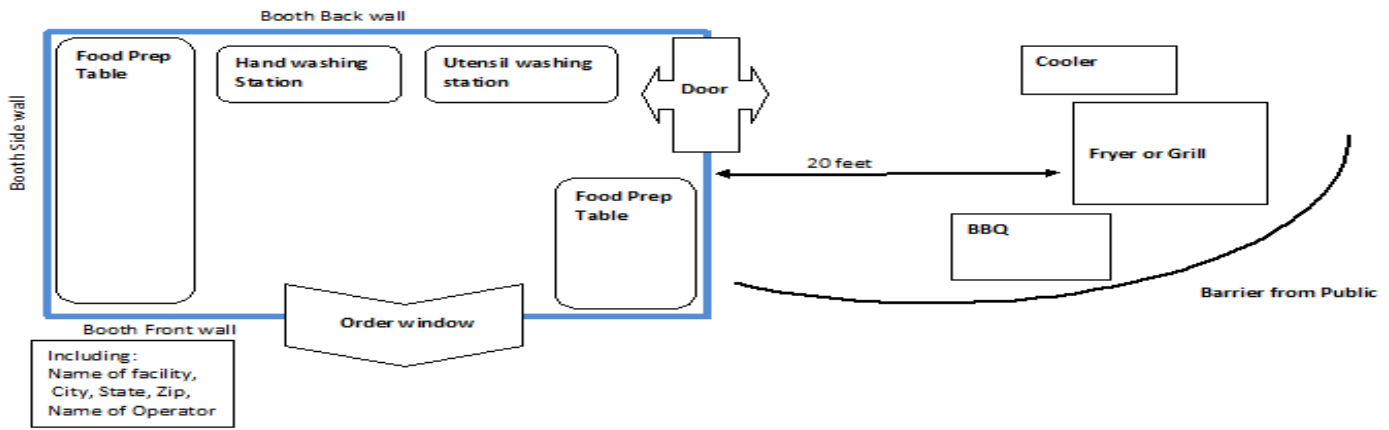 Booth Back wall
Booth Side wall
Food Prep
Table
Hand washing
Station
Utensil washing
station
Door
Cooler
Fryer or Grill
20 feet
Food Prep
Table
BBQ
Barrier from Public
Order window
Booth Front wall
Including:
Name of facility,
City, State, Zip,
Name of Operator